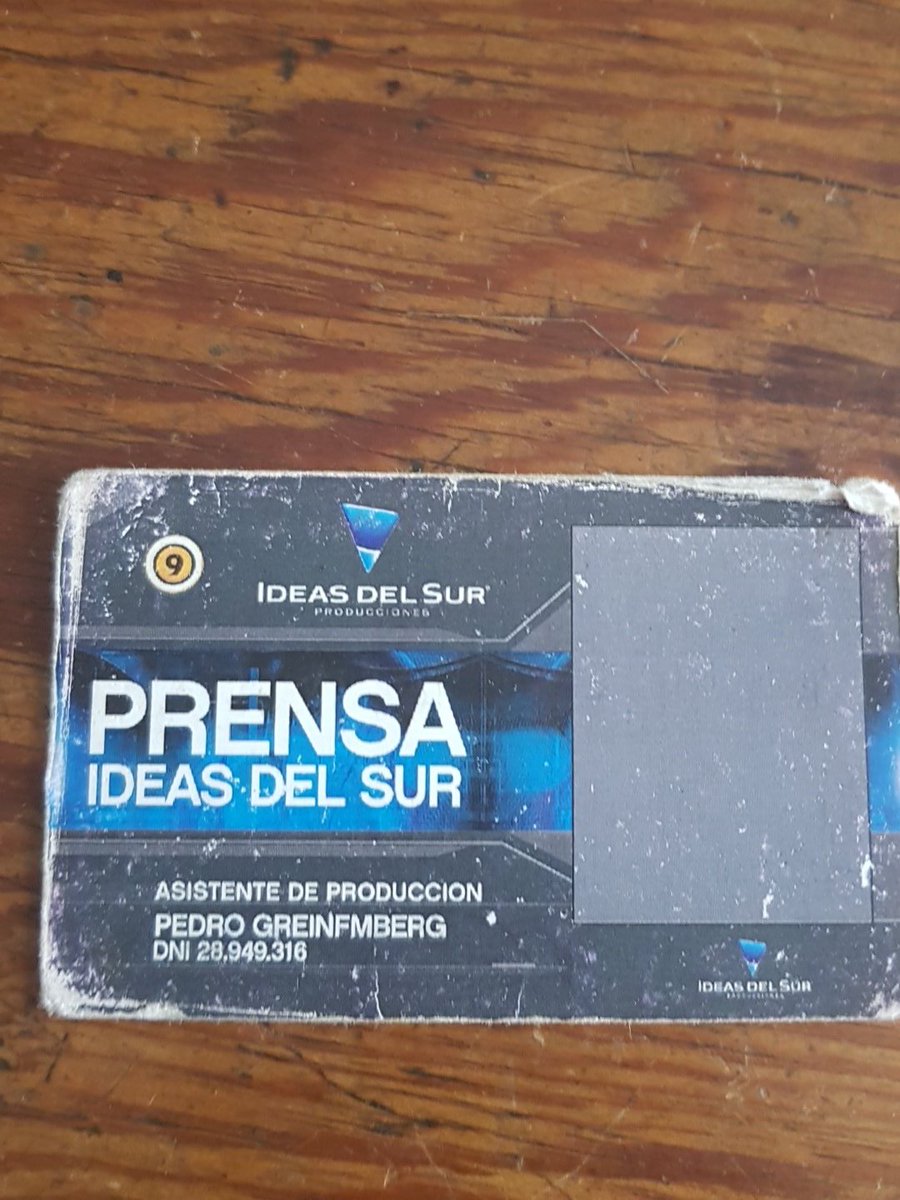 9
IDEAS DEL SUR
PRODUCCIONES
PRENSA
IDEAS DEL SUR
ASISTENTE DE PRODUCCION
PEDRO GREINFMBERG
DNI 28.949.316
IDEAS DEL SUR
PRODUCCIONES